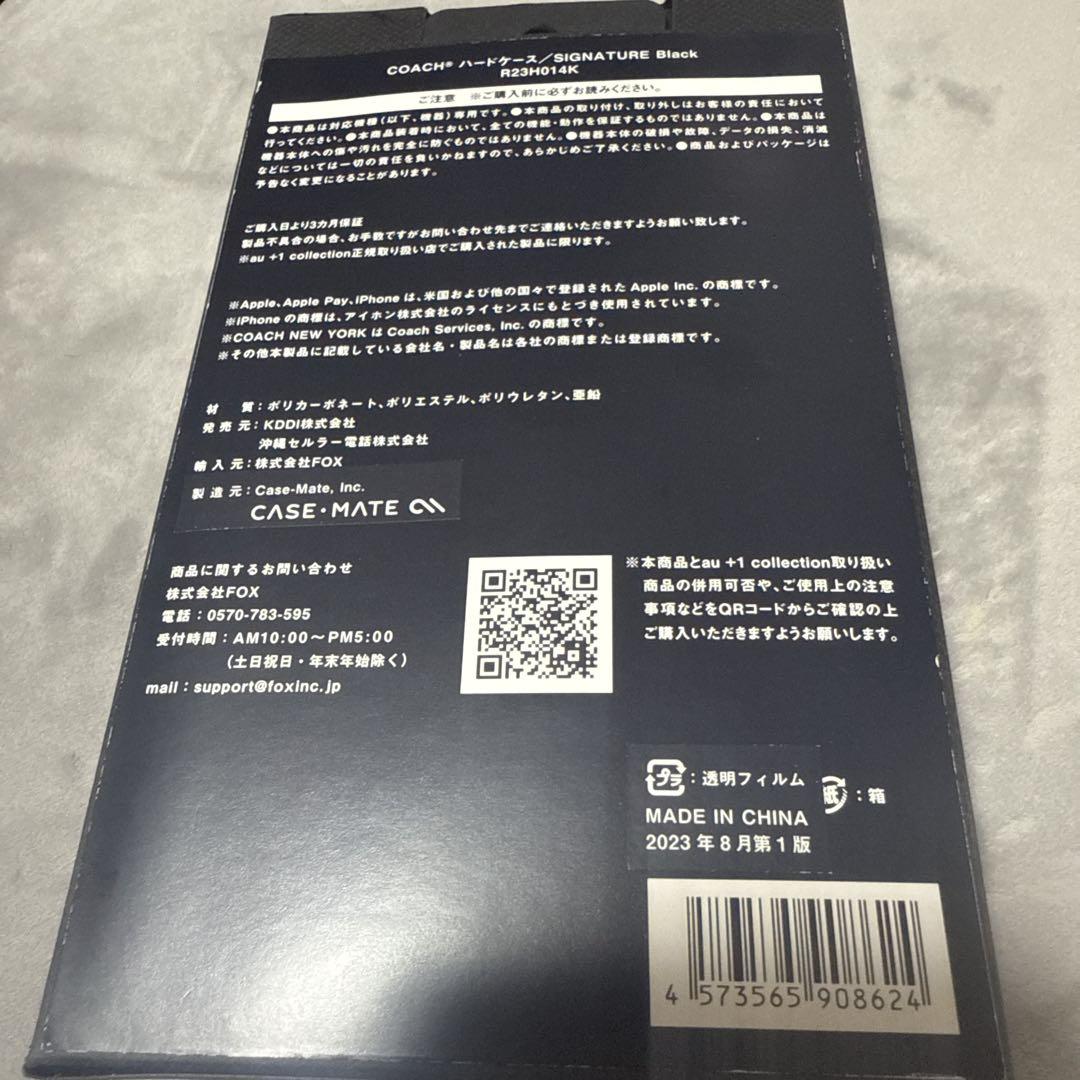 COACH® ハードケース/SIGNATURE Black
R23H014K
ご注意 ※ご購入前に必ずお読みください。
●本商品は対応機種(以下、機器)専用です。●本商品の取り付け、取り外しはお客様の責任において
行ってください。●本商品装着時において、全ての機能・動作を保証するものではありません。●本商品は
機器本体への傷や汚れを完全に防ぐものではありません。●機器本体の破損や故障、データの損失、消滅
などについては一切の責任を負いかねますので、あらかじめご了承ください。●商品およびパッケージは
予告なく変更になることがあります。
ご購入日より3カ月保証
製品不具合の場合、お手数ですがお問い合わせ先までご連絡いただきますようお願い致します。
※au +1 collection正規取り扱い店でご購入された製品に限ります。
※Apple、Apple Pay、iPhone は、米国および他の国々で登録された Apple Inc. の商標です。
※iPhone の商標は、アイホン株式会社のライセンスにもとづき使用されています。
※COACH NEW YORK は Coach Services, Inc. の商標です。
※その他本製品に記載している会社名・製品名は各社の商標または登録商標です。
材 質:ポリカーボネート、ポリエステル、ポリウレタン、亜鉛
発売元:KDDI株式会社
沖縄セルラー電話株式会社
輸入元:株式会社FOX
製造元:Case-Mate, Inc.
CASE・MATE
商品に関するお問い合わせ
株式会社FOX
電話:0570-783-595
受付時間:AM10:00~PM5:00
(土日祝日・年末年始除く)
mail:support@foxinc.jp
※本商品とau +1 collection取り扱い
商品の併用可否や、ご使用上の注意
事項などをQRコードからご確認の上
ご購入いただきますようお願いします。
プラ:透明フィルム
紙:箱
MADE IN CHINA
2023年8月第1版
4 573565 908624